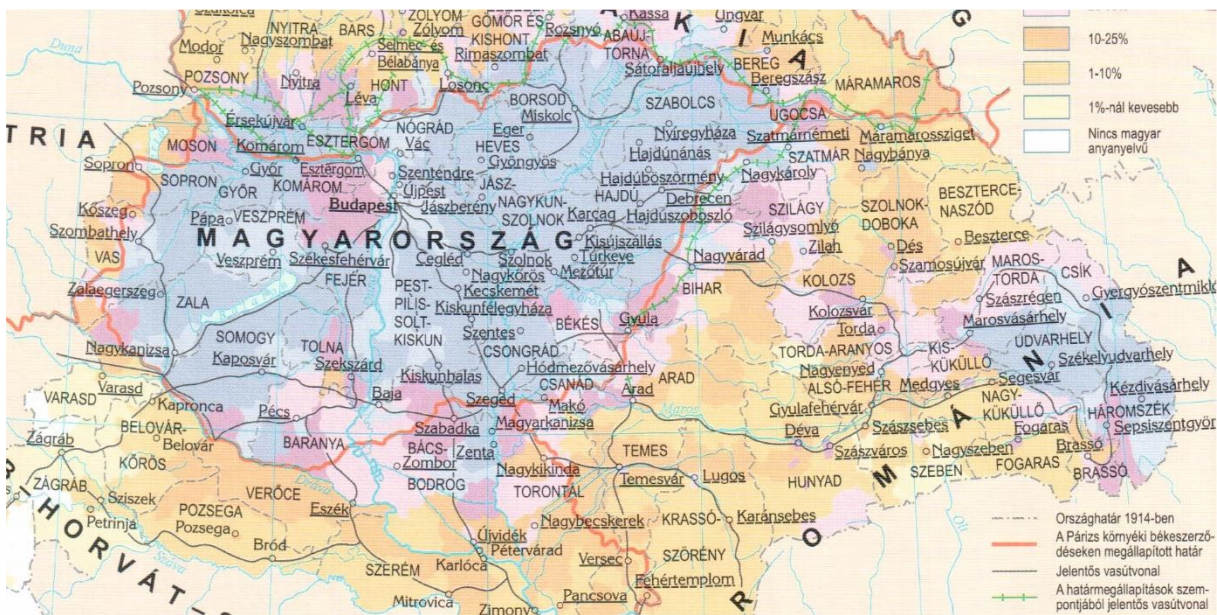 Duna
NYITRA
BARS
ZÓLYOM
Zólyom
GÖMÖR ÉS
KISHONT
Rozsnyó
Kassa
Ungvár
Modor
Nagyszombat
Selmec- és
Bélabánya
Rimaszombat
ABAÚJ-
TORNA
Munkács
BEREG
Beregszász
POZSONY
Pozsony
Nyitra
Léva
HONT
Losonc
Sátoraljaújhely
MÁRAMAROS
BORSOD
Miskolc
SZABOLCS
UGOCSA
Érsekújvár
ESZTERGOM
NÓGRÁD
Vác
Eger
HEVES
Gyöngyös
Nyíregyháza
Szatmárnémeti
Máramarossziget
TRIA
MOSON
Komárom
Esztergom
Hajdúnánás
SZATMÁR
Nagybánya
Sopron
SOPRON
Győr
GYŐR
KOMÁROM
Szentendre
Újpest
JÁSZ-
NAGYKUN-
SZOLNOK
Hajdúböszörmény
HAJDÚ
Debrecen
Nagykároly
BESZTERCE-
NASZÓD
Budapest
Jászberény
Karcag
Hajdúszoboszló
SZILÁGY
SZOLNOK-
DOBOKA
Kőszeg
Pápa
VESZPRÉM
Szombathely
MAGYARORSZÁG
Kisújszállás
Szilágysomlyó
Zilah
Dés
Beszterce
VAS
Veszprém
Székesfehérvár
Cegléd
Szolnok
Túrkeve
Mezőtúr
Nagyvárad
Szamosújvár
MAROS-
TORDA
CSÍK
FEJÉR
Nagykőrös
Kecskemét
BIHAR
KOLOZS
Zalaegerszeg
ZALA
PEST-
PILIS-
SOLT-
KISKUN
Kiskunfélegyháza
Kolozsvár
Szászrégen
Marosvásárhely
SOMOGY
Szentes
BÉKÉS
Gyula
Torda
UDVARHELY
Nagykanizsa
Kaposvár
TOLNA
Szekszárd
CSONGRÁD
Hódmezővásárhely
TORDA-ARANYOS
Nagyenyed
KIS-
KÜKÜLLŐ
Székelyudvarhely
Varasd
Kiskunhalas
CSANÁD
ARAD
Arad
ALSÓ-FEHÉR
Medgyes
Segesvár
VARASD
Kapronca
Baja
Szeged
Makó
Maros
Gyulafehérvár
NAGY-
KÜKÜLLŐ
Kézdivásárhely
Pécs
Szabadka
Magyarkanizsa
Déva
Szászsebes
Fogaras
HÁROMSZÉK
BELOVÁR-
Belovár
BARANYA
BÁCS-
Zombor
BODROG
Zenta
TEMES
Szászváros
Nagyszeben
Brassó
Zágráb
KŐRÖS
Dráva
Nagykikinda
Temesvár
Lugos
HUNYAD
SZEBEN
FOGARAS
BRASSÓ
ZÁGRÁB
Sziszek
VERŐCE
TORONTÁL
Petrinja
POZSEGA
Pozsega
Eszék
Újvidék
Nagybecskerek
KRASSÓ-
SZÖRÉNY
Karánsebes
Olt
Bród
Pétervárad
Versec
SZERÉM
Karlóca
Száva
Fehértemplom
Mitrovica
Zimony
Pancsova
10-25%
1-10%
1%-nál kevesebb
Nincs magyar
anyanyelvű
Országhatár 1914-ben
A Párizs környéki békeszerző-
déseken megállapított határ
Jelentős vasútvonal
A határmegállapítások szem-
pontjából jelentős vasútvonal